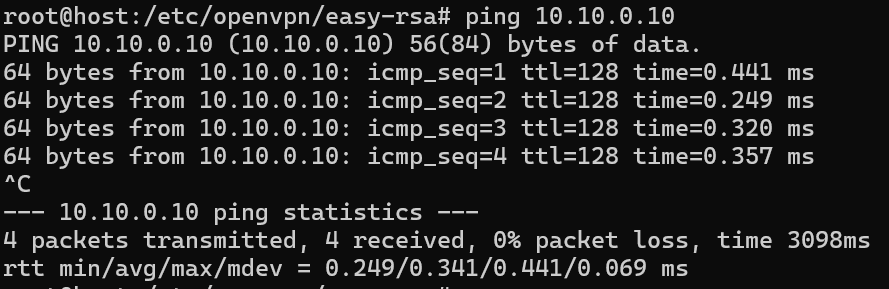 root@host:/etc/openvpn/easy-rsa# ping 10.10.0.10
PING 10.10.0.10 (10.10.0.10) 56(84) bytes of data.
64 bytes from 10.10.0.10: icmp_seq=1 ttl=128 time=0.441 ms
64 bytes from 10.10.0.10: icmp_seq=2 ttl=128 time=0.249 ms
64 bytes from 10.10.0.10: icmp_seq=3 ttl=128 time=0.320 ms
64 bytes from 10.10.0.10: icmp_seq=4 ttl=128 time=0.357 ms
^C
--- 10.10.0.10 ping statistics ---
4 packets transmitted, 4 received, 0% packet loss, time 3098ms
rtt min/avg/max/mdev = 0.249/0.341/0.441/0.069 ms